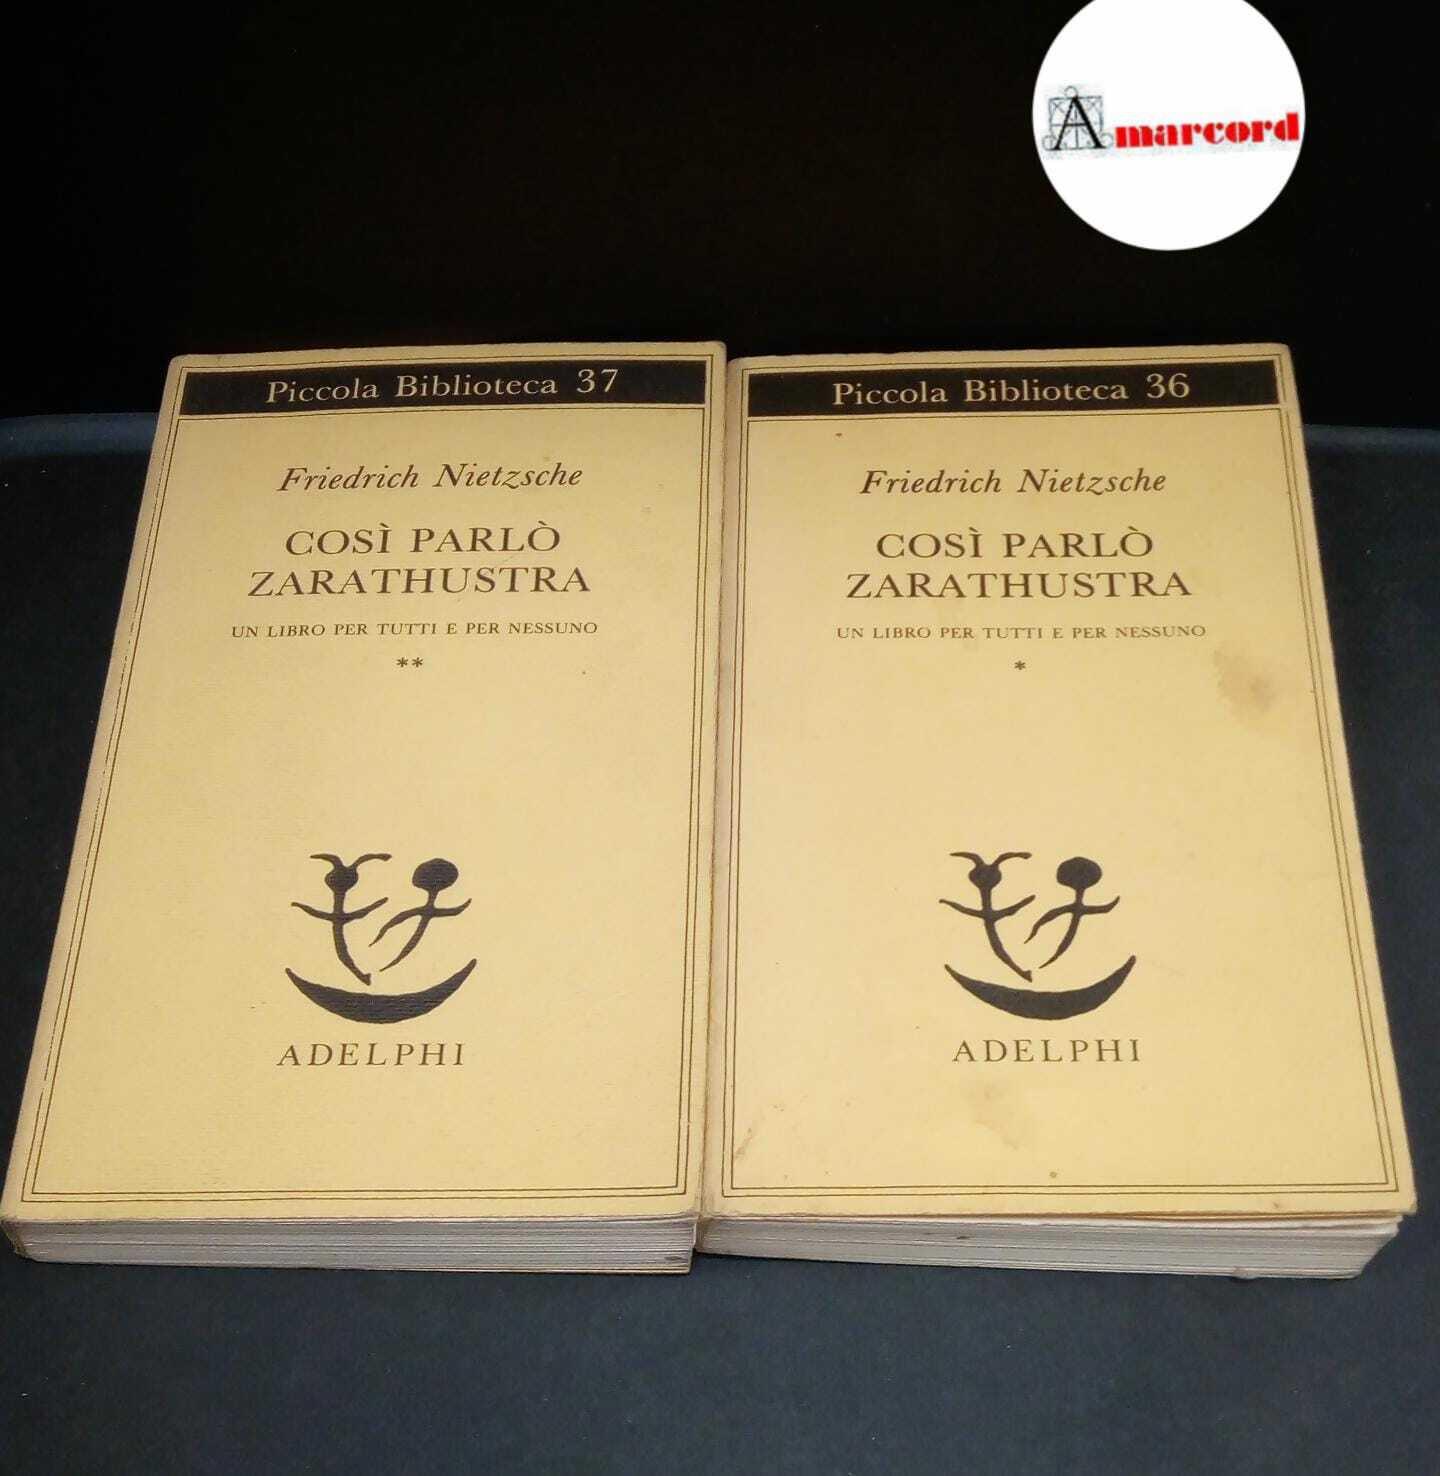 Amarcord
Piccola Biblioteca 37
Friedrich Nietzsche
COSÌ PARLÒ
ZARATHUSTRA
UN LIBRO PER TUTTI E PER NESSUNO
**
ADELPHI
Piccola Biblioteca 36
Friedrich Nietzsche
COSÌ PARLÒ
ZARATHUSTRA
UN LIBRO PER TUTTI E PER NESSUNO
*
ADELPHI